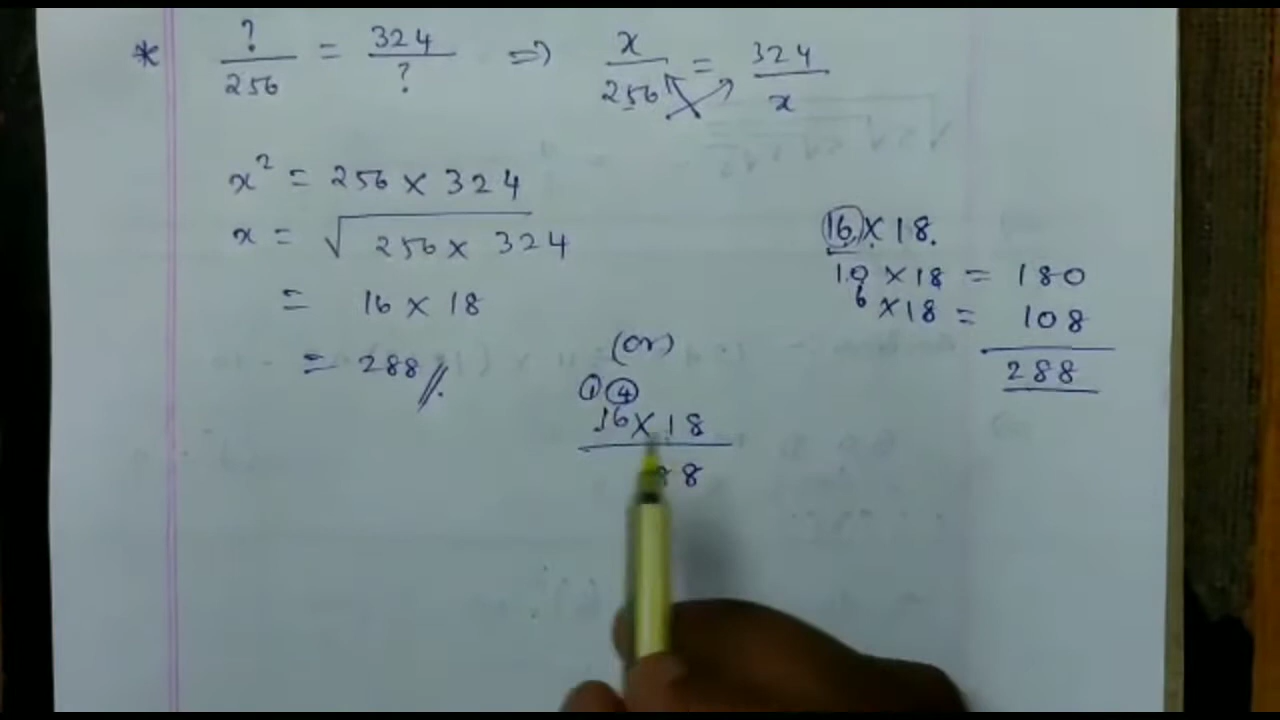 * ?/256 = 324/? ⇒ x/256 = 324/x
x² = 256 × 324
x = √256 × 324
= 16 × 18
= 288 //.
16 × 18.
10 × 18 = 180
6 × 18 = 108
288
(or)
① ④
16 × 18
88